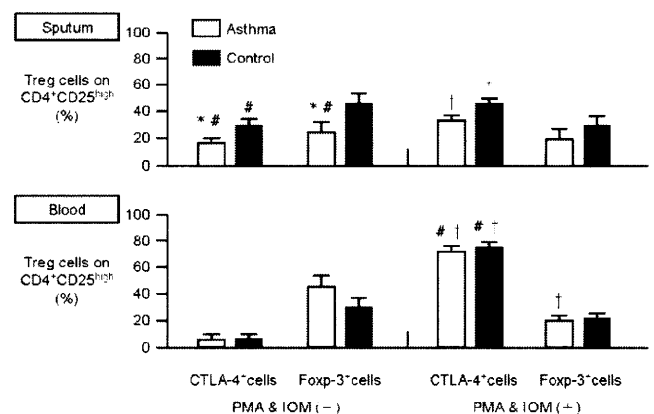 Sputum
Asthma
Control
Treg cells on
CD4⁺CD25ʰⁱᵍʰ
(%)
100
80
60
40
20
0
* #
#
* #
†
Blood
Treg cells on
CD4⁺CD25ʰⁱᵍʰ
(%)
100
80
60
40
20
0
# †
# †
†
CTLA-4⁺cells
Foxp-3⁺cells
CTLA-4⁺cells
Foxp-3⁺cells
PMA & IOM (−)
PMA & IOM (+)